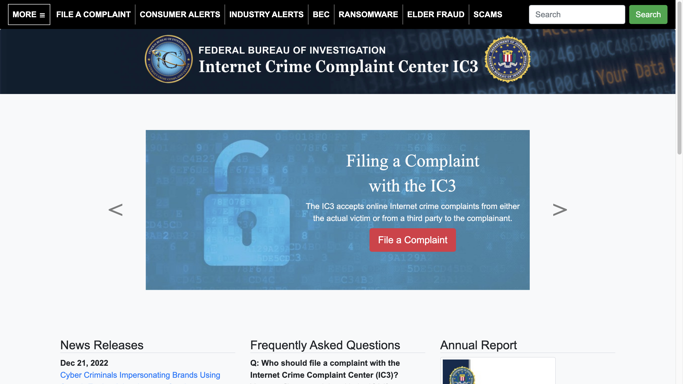 MORE ≡ FILE A COMPLAINT CONSUMER ALERTS INDUSTRY ALERTS BEC RANSOMWARE ELDER FRAUD SCAMS Search Search
FEDERAL BUREAU OF INVESTIGATION
Internet Crime Complaint Center IC3
Filing a Complaint
with the IC3
The IC3 accepts online Internet crime complaints from either
the actual victim or from a third party to the complainant.
< >
File a Complaint
News Releases
Dec 21, 2022
Cyber Criminals Impersonating Brands Using
Frequently Asked Questions
Q: Who should file a complaint with the
Internet Crime Complaint Center (IC3)?
Annual Report